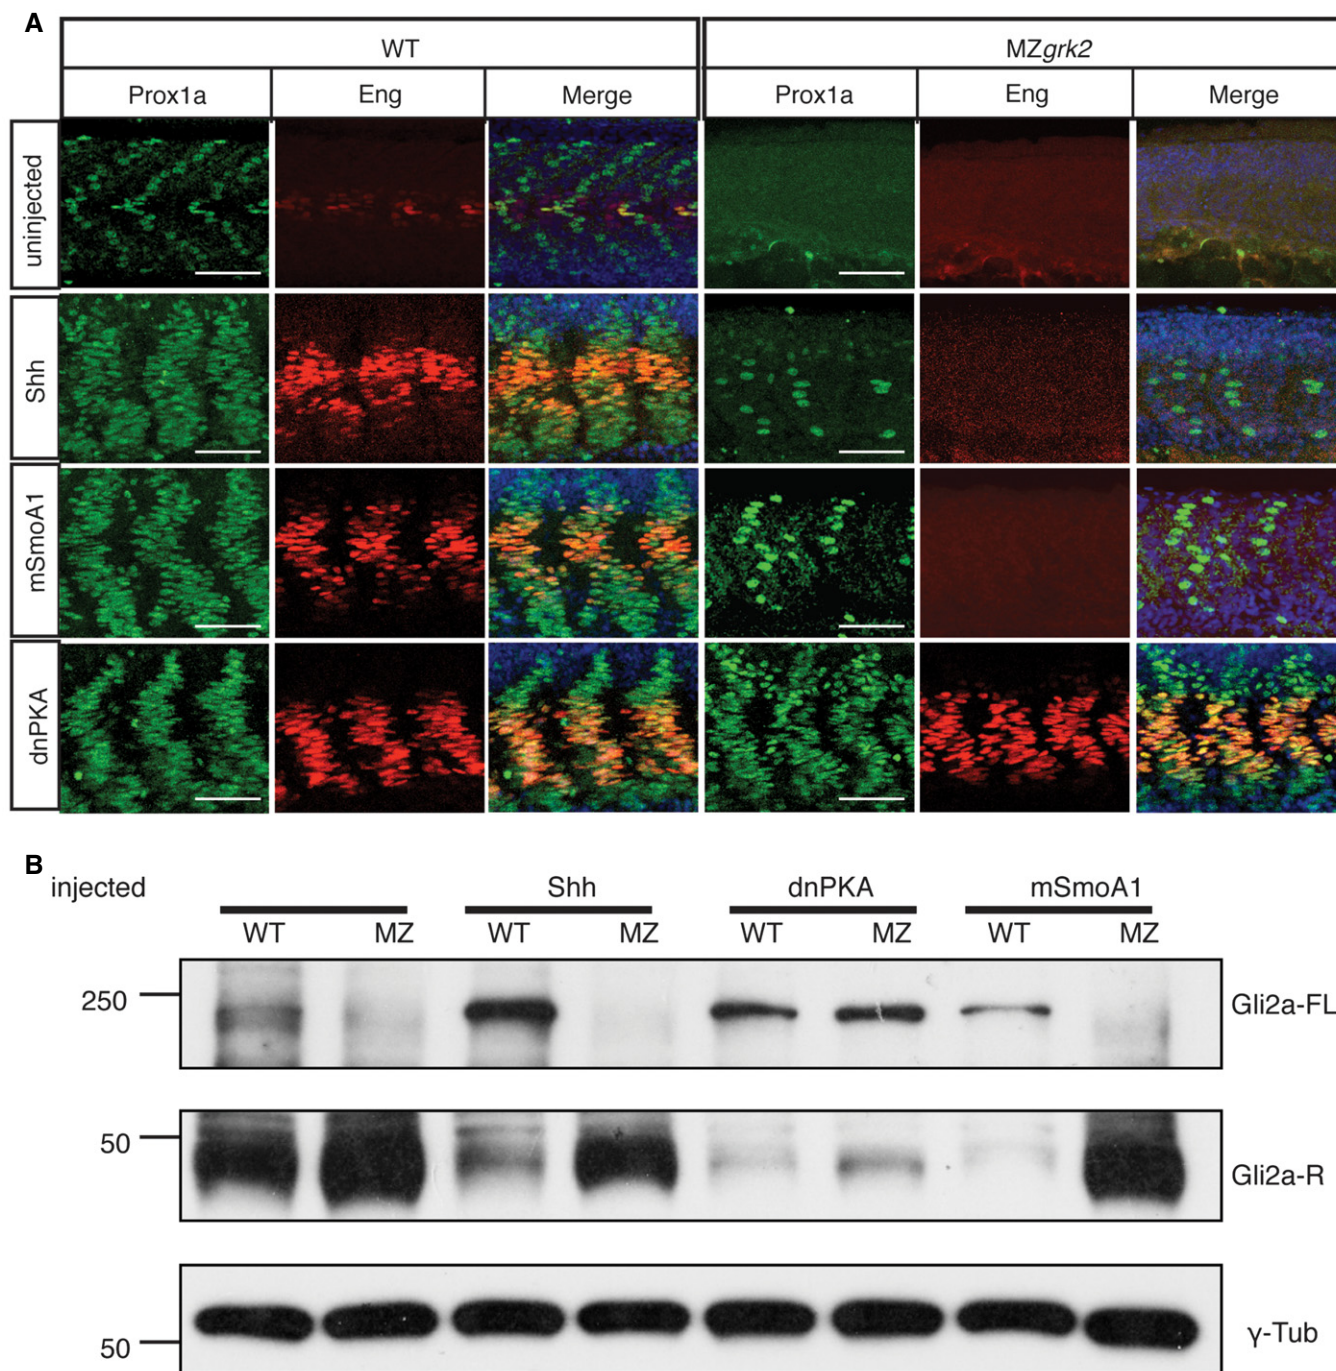 A
WT MZgrk2
Prox1a Eng Merge Prox1a Eng Merge
uninjected
Shh
mSmoA1
dnPKA
B
injected Shh dnPKA mSmoA1
WT MZ WT MZ WT MZ WT MZ
250 Gli2a-FL
50 Gli2a-R
50 γ-Tub